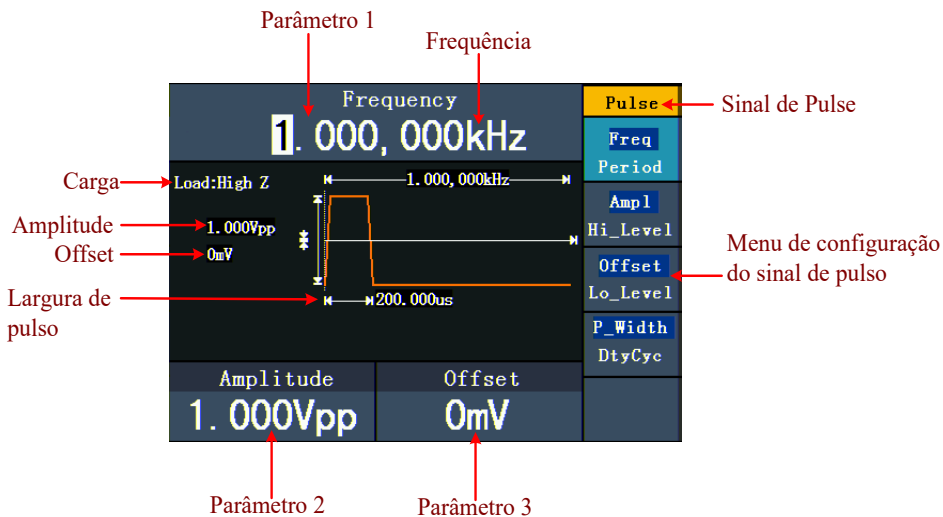 Parâmetro 1
Frequência
Frequency
1.000,000kHz
Pulse
Sinal de Pulse
Freq
Period
Carga
Load:High Z
1.000,000kHz
Ampl
Hi_Level
Amplitude
1.000Vpp
Offset
0mV
Offset
Lo_Level
Menu de configuração
do sinal de pulso
Largura de
pulso
200.000us
P_Width
DtyCyc
Amplitude
1.000Vpp
Offset
0mV
Parâmetro 2
Parâmetro 3